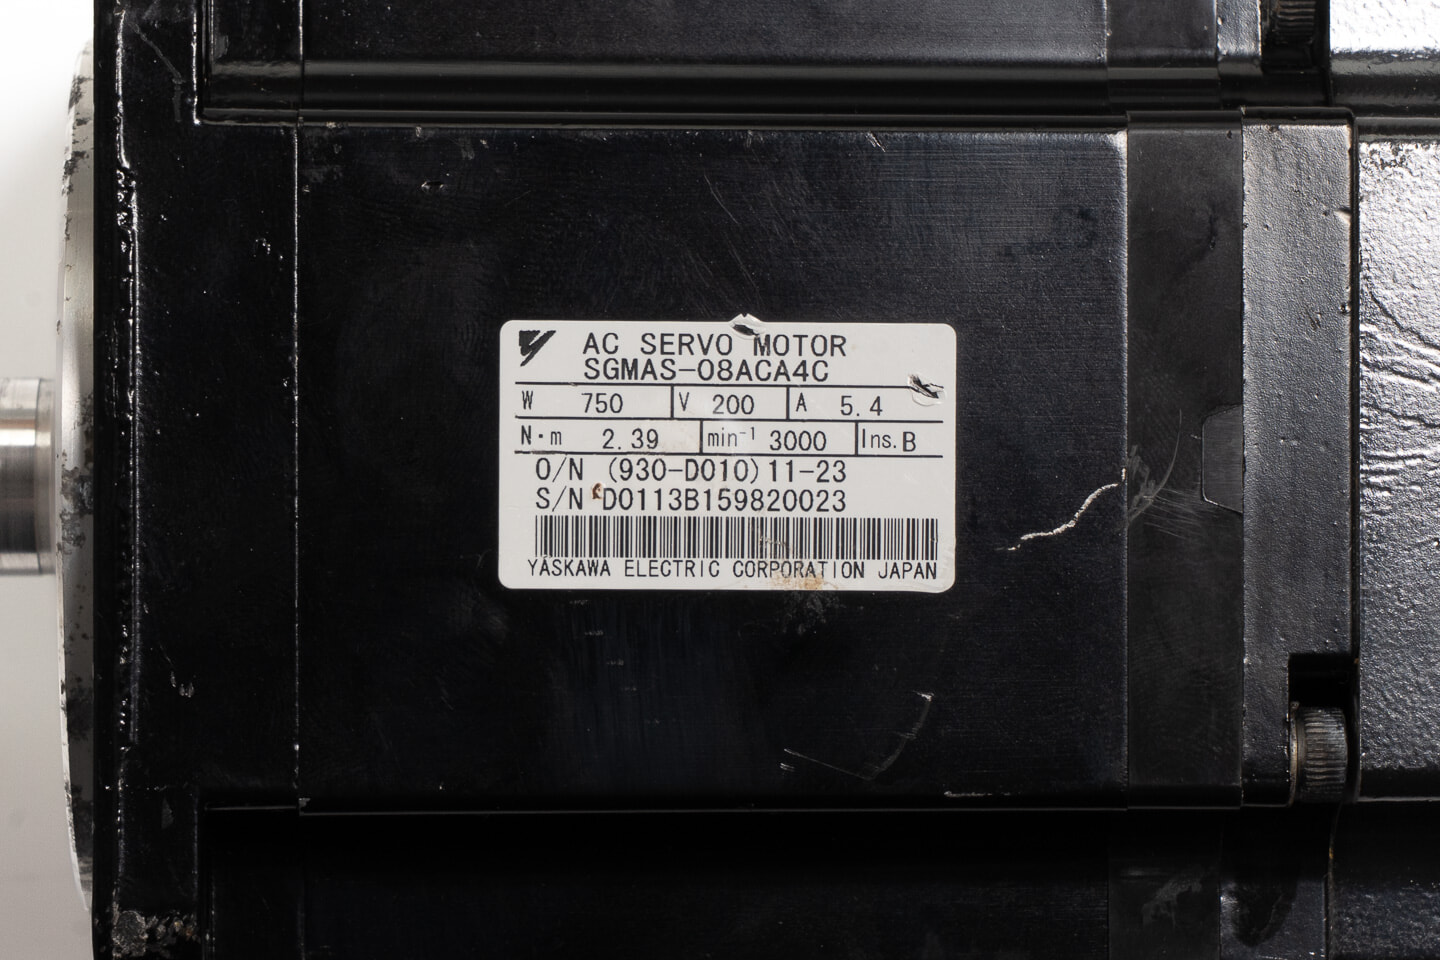 AC SERVO MOTOR
SGMAS-08ACA4C
W 750 V 200 A 5.4
N·m 2.39 min⁻¹ 3000 Ins. B
O/N (930-D010)11-23
S/N D0113B159820023
YASKAWA ELECTRIC CORPORATION JAPAN